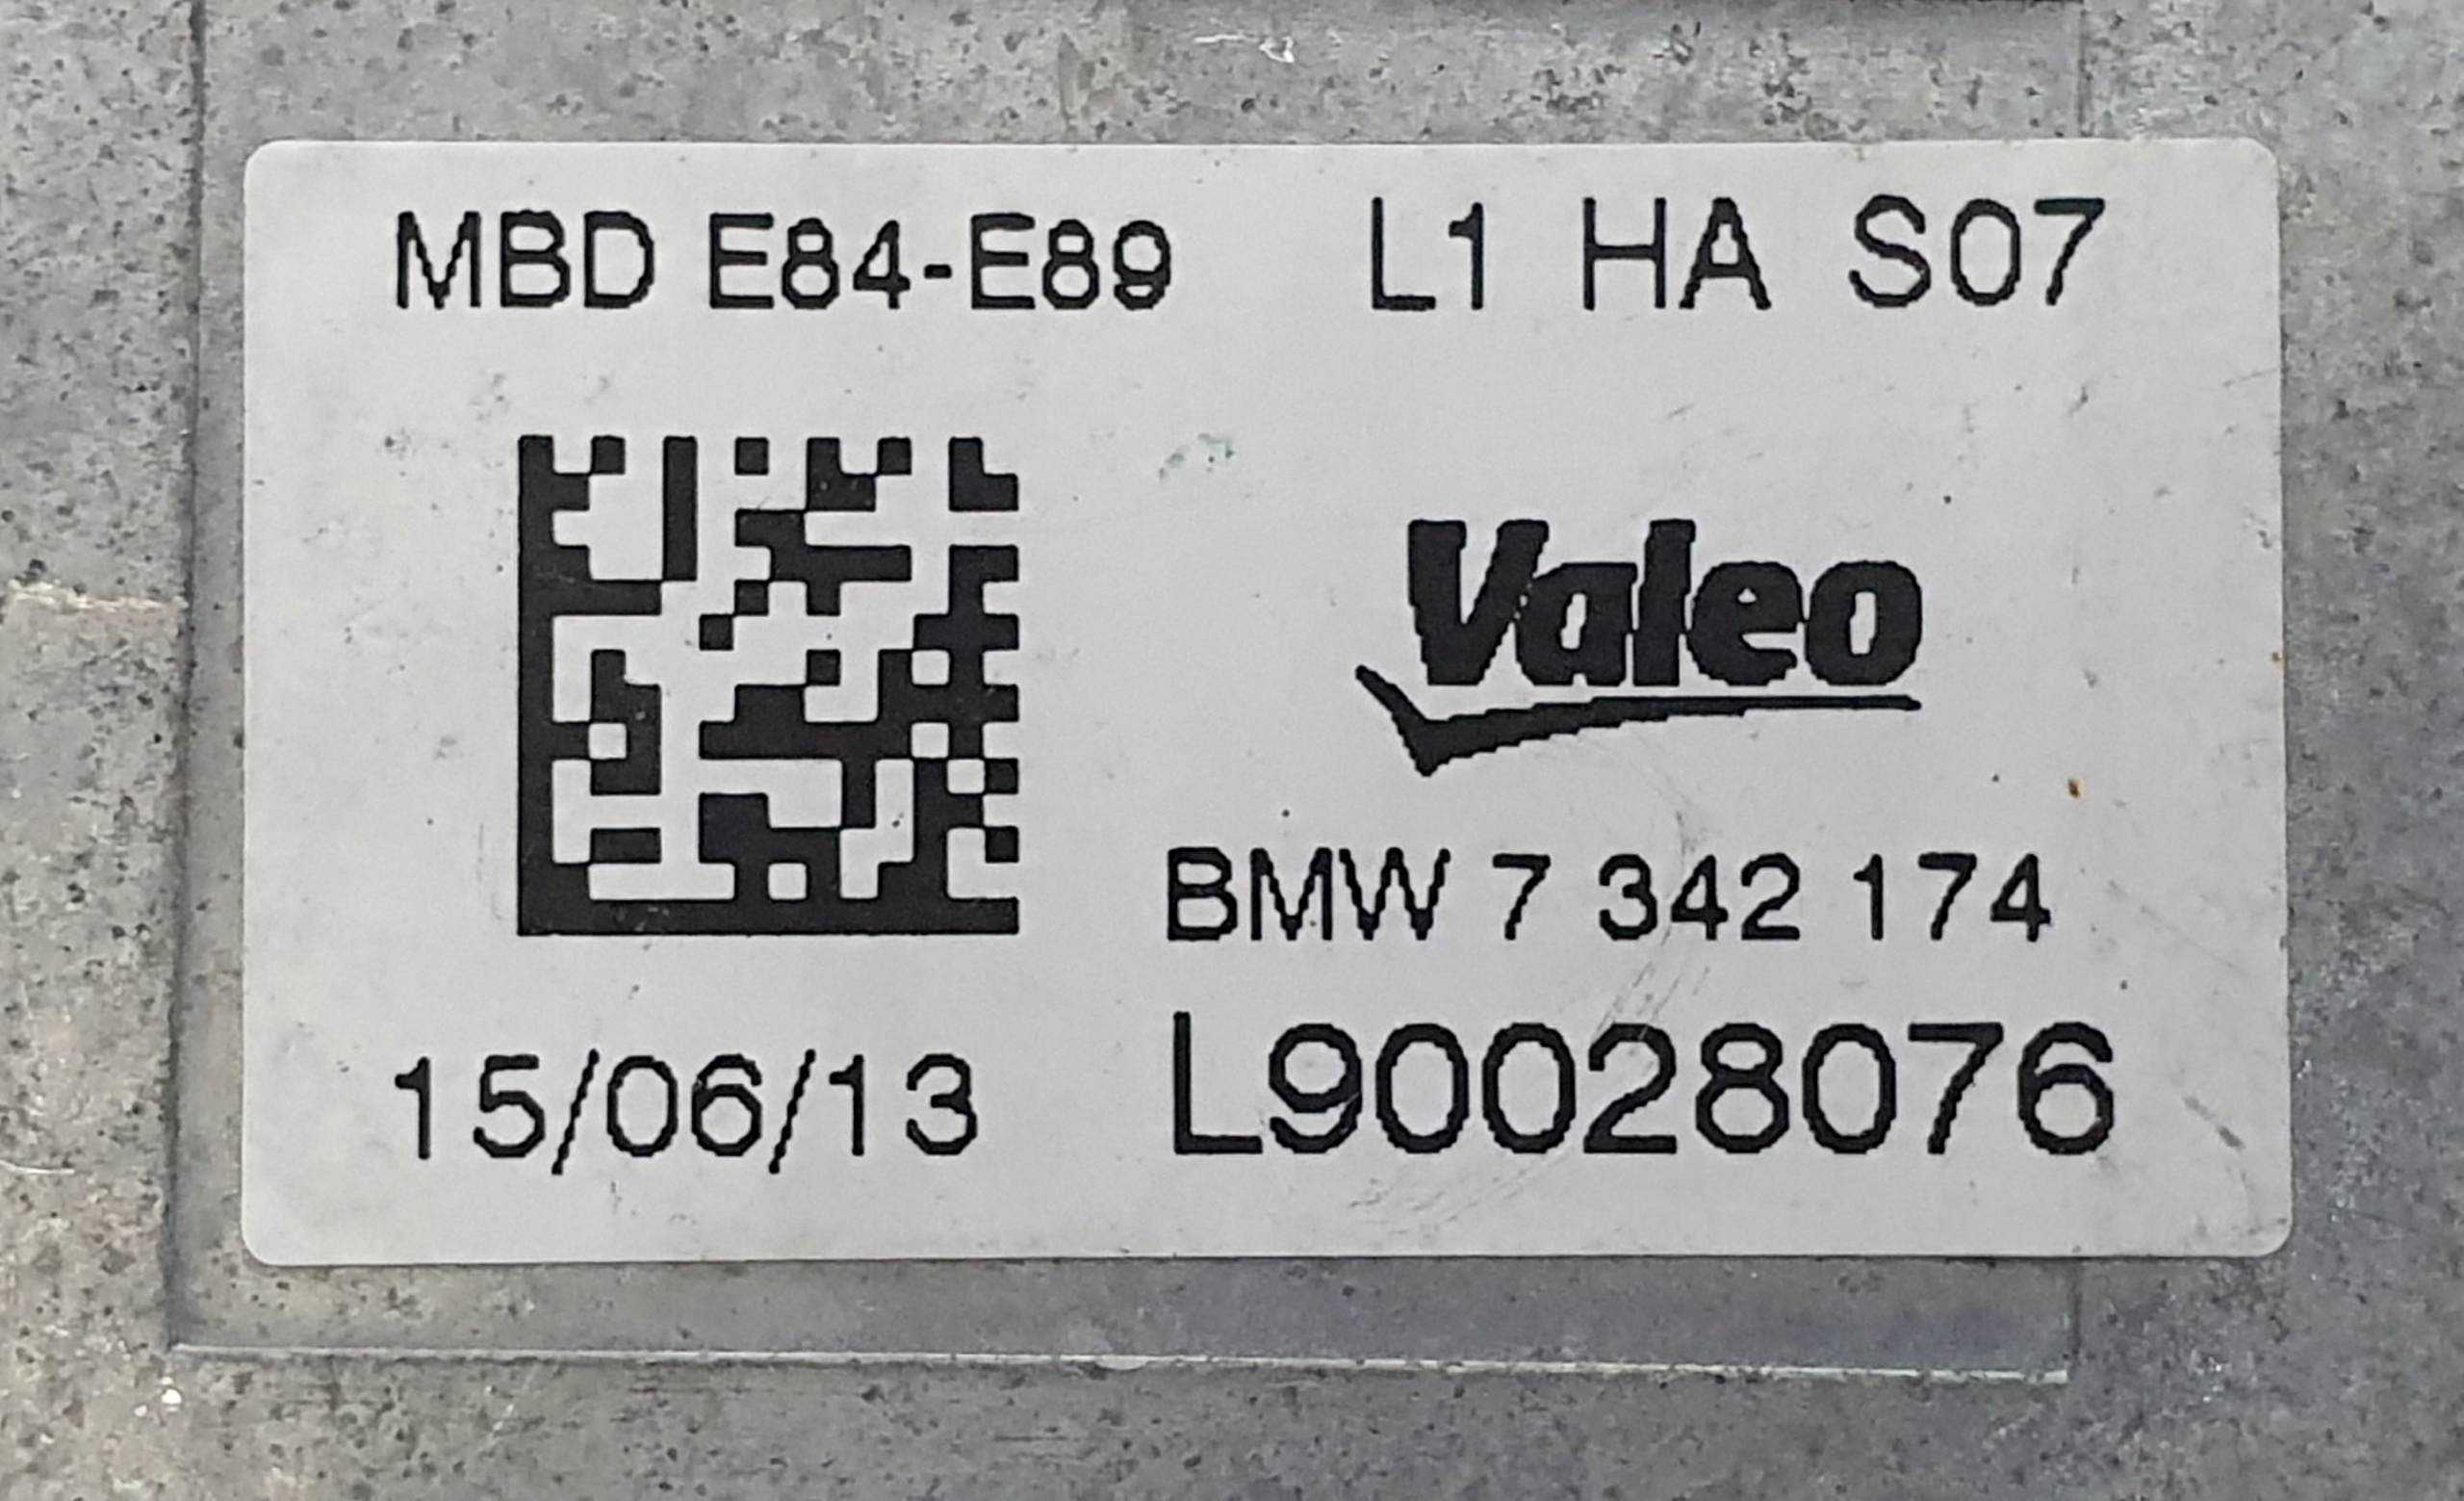 MBD E84-E89 L1 HA S07
Valeo
BMW 7 342 174
15/06/13 L90028076